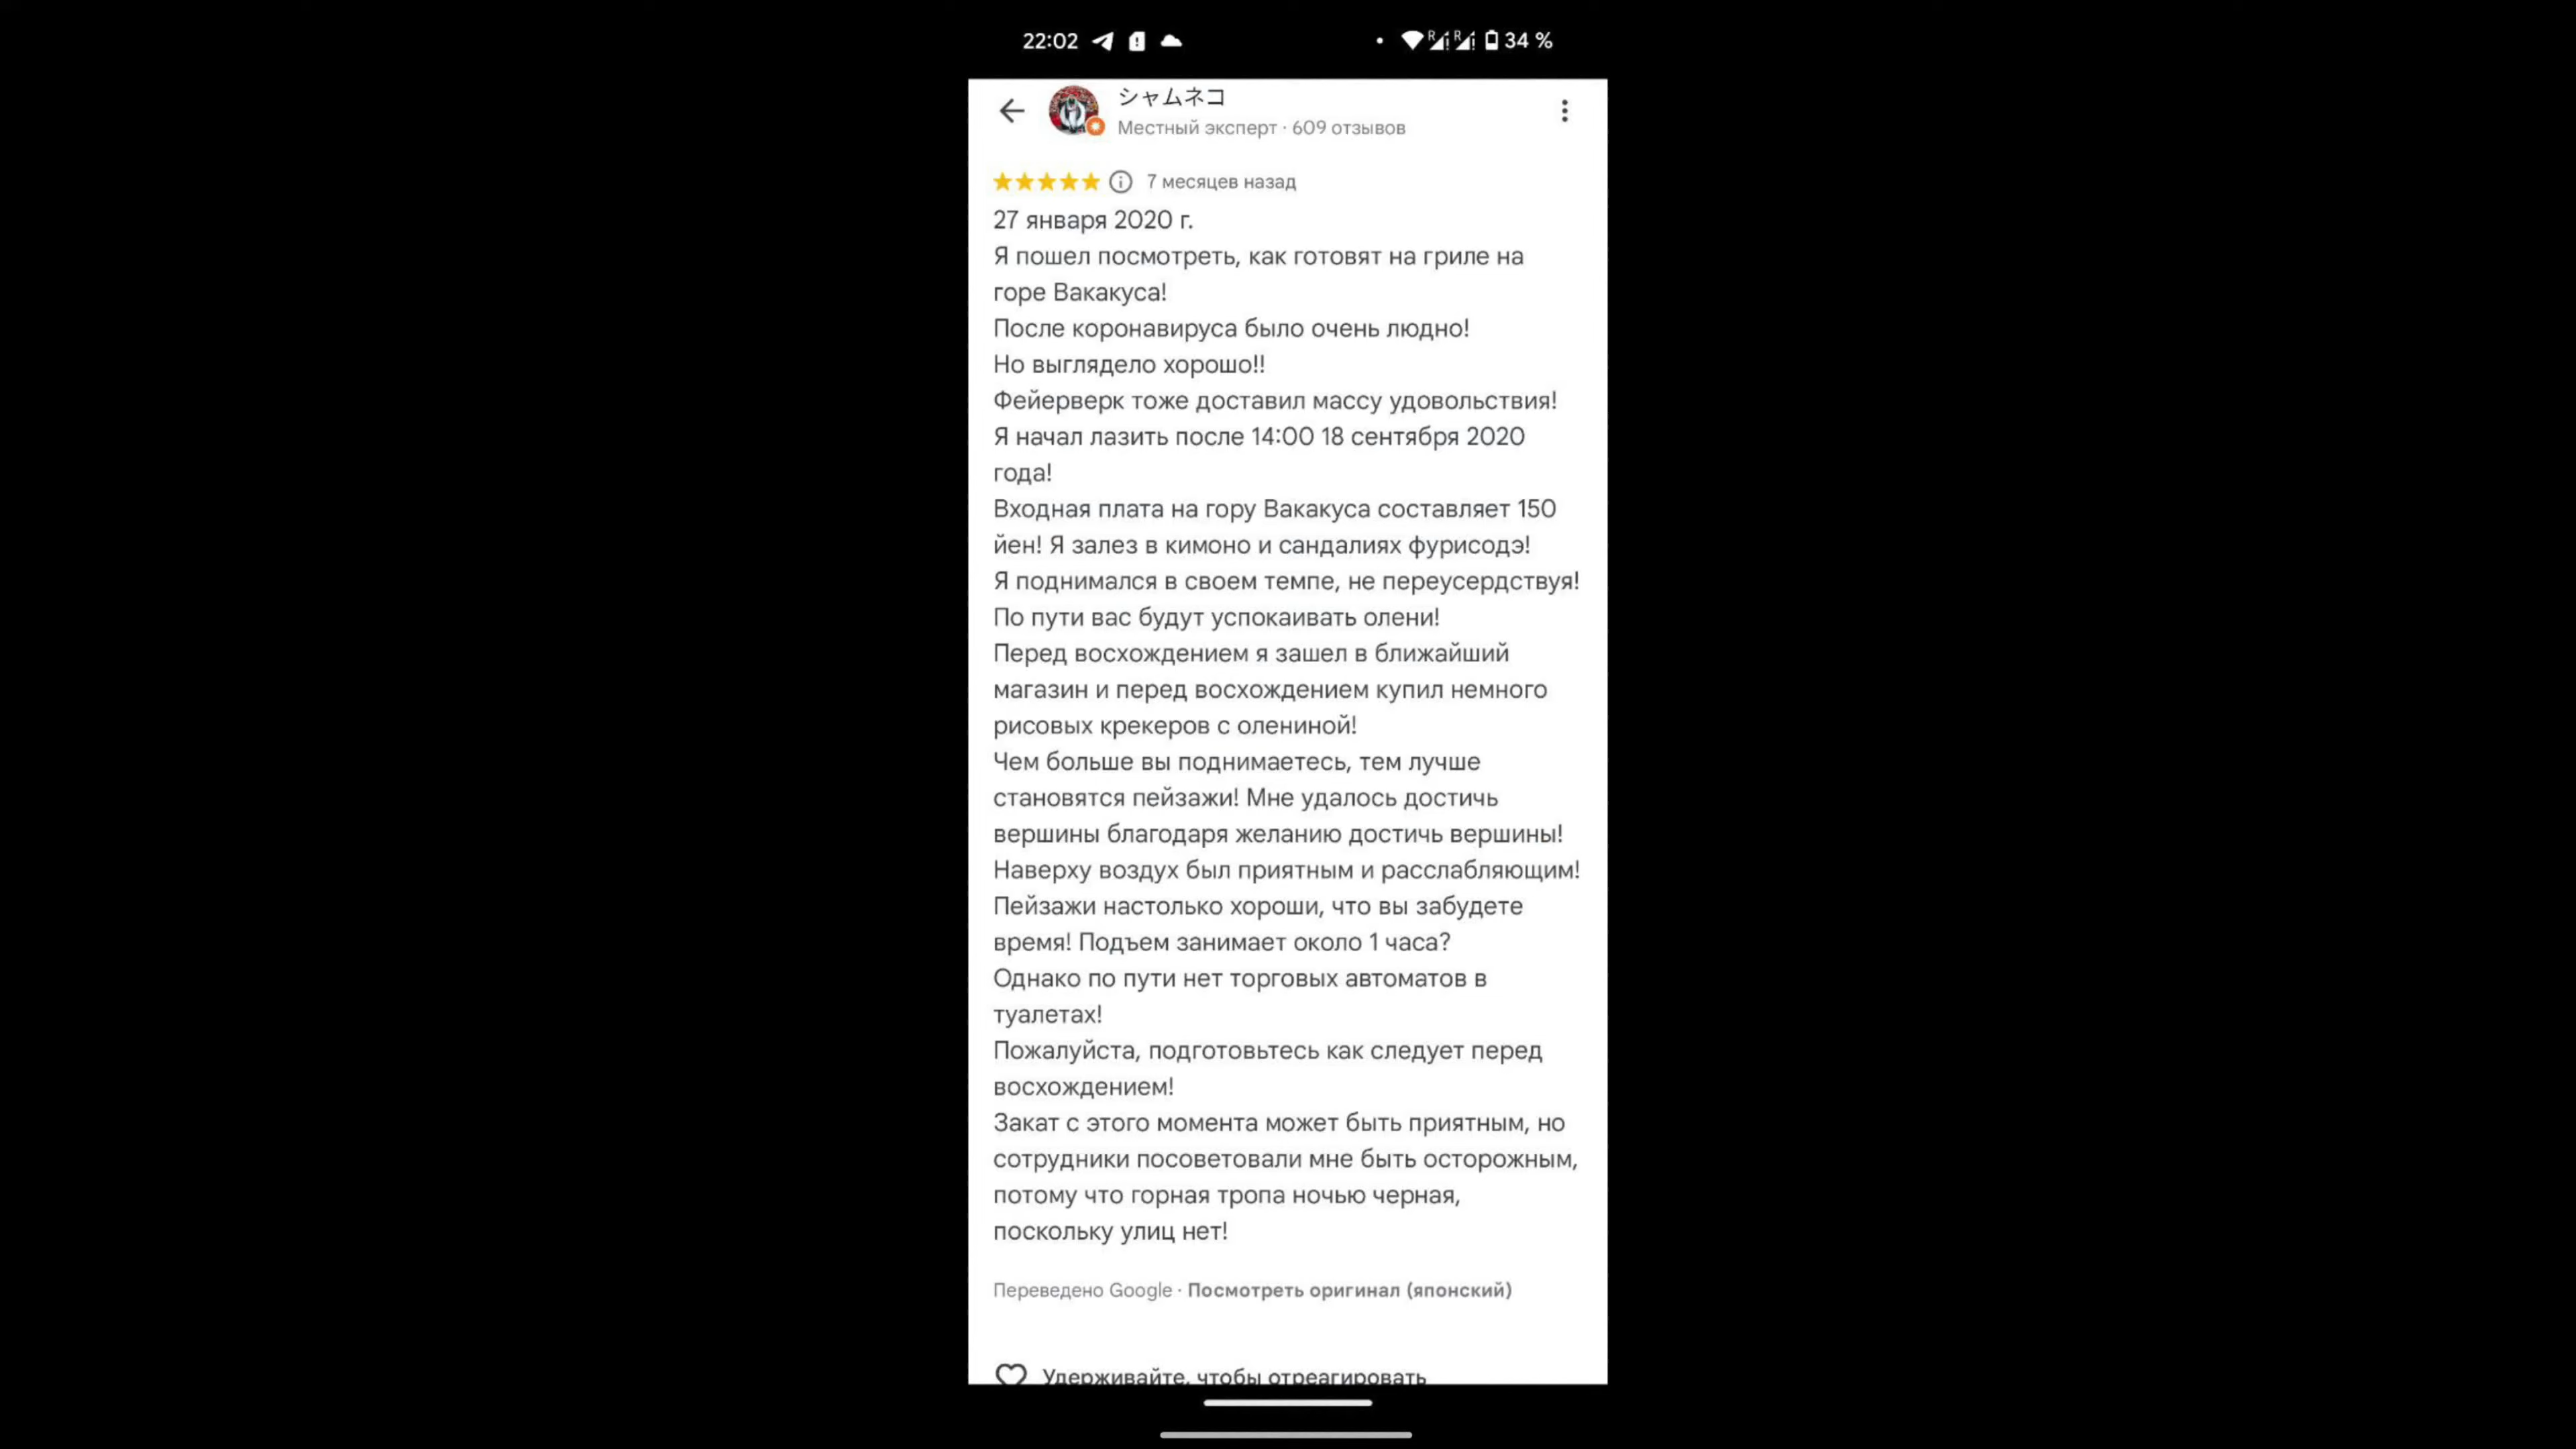 22:02
34 %
シャムネコ
Местный эксперт · 609 отзывов
7 месяцев назад
27 января 2020 г.
Я пошел посмотреть, как готовят на гриле на
горе Вакакуса!
После коронавируса было очень людно!
Но выглядело хорошо!!
Фейерверк тоже доставил массу удовольствия!
Я начал лазить после 14:00 18 сентября 2020
года!
Входная плата на гору Вакакуса составляет 150
йен! Я залез в кимоно и сандалиях фурисодэ!
Я поднимался в своем темпе, не переусердствуя!
По пути вас будут успокаивать олени!
Перед восхождением я зашел в ближайший
магазин и перед восхождением купил немного
рисовых крекеров с олениной!
Чем больше вы поднимаетесь, тем лучше
становятся пейзажи! Мне удалось достичь
вершины благодаря желанию достичь вершины!
Наверху воздух был приятным и расслабляющим!
Пейзажи настолько хороши, что вы забудете
время! Подъем занимает около 1 часа?
Однако по пути нет торговых автоматов в
туалетах!
Пожалуйста, подготовьтесь как следует перед
восхождением!
Закат с этого момента может быть приятным, но
сотрудники посоветовали мне быть осторожным,
потому что горная тропа ночью черная,
поскольку улиц нет!
Переведено Google · Посмотреть оригинал (японский)
Удерживайте, чтобы отреагировать